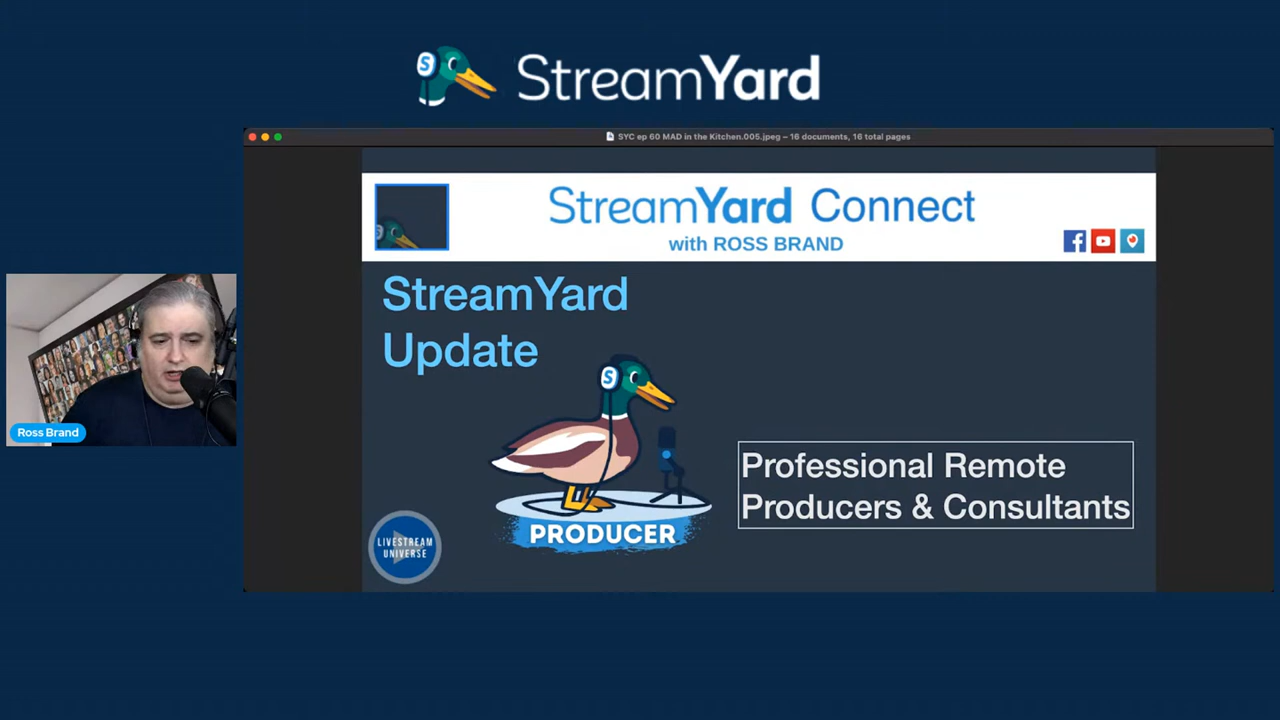 S StreamYard
SYC ep 60 MAD in the Kitchen.005.jpeg – 16 documents, 16 total pages
StreamYard Connect
with ROSS BRAND
StreamYard
Update
S
Professional Remote
Producers & Consultants
PRODUCER
LIVESTREAM
UNIVERSE
Ross Brand